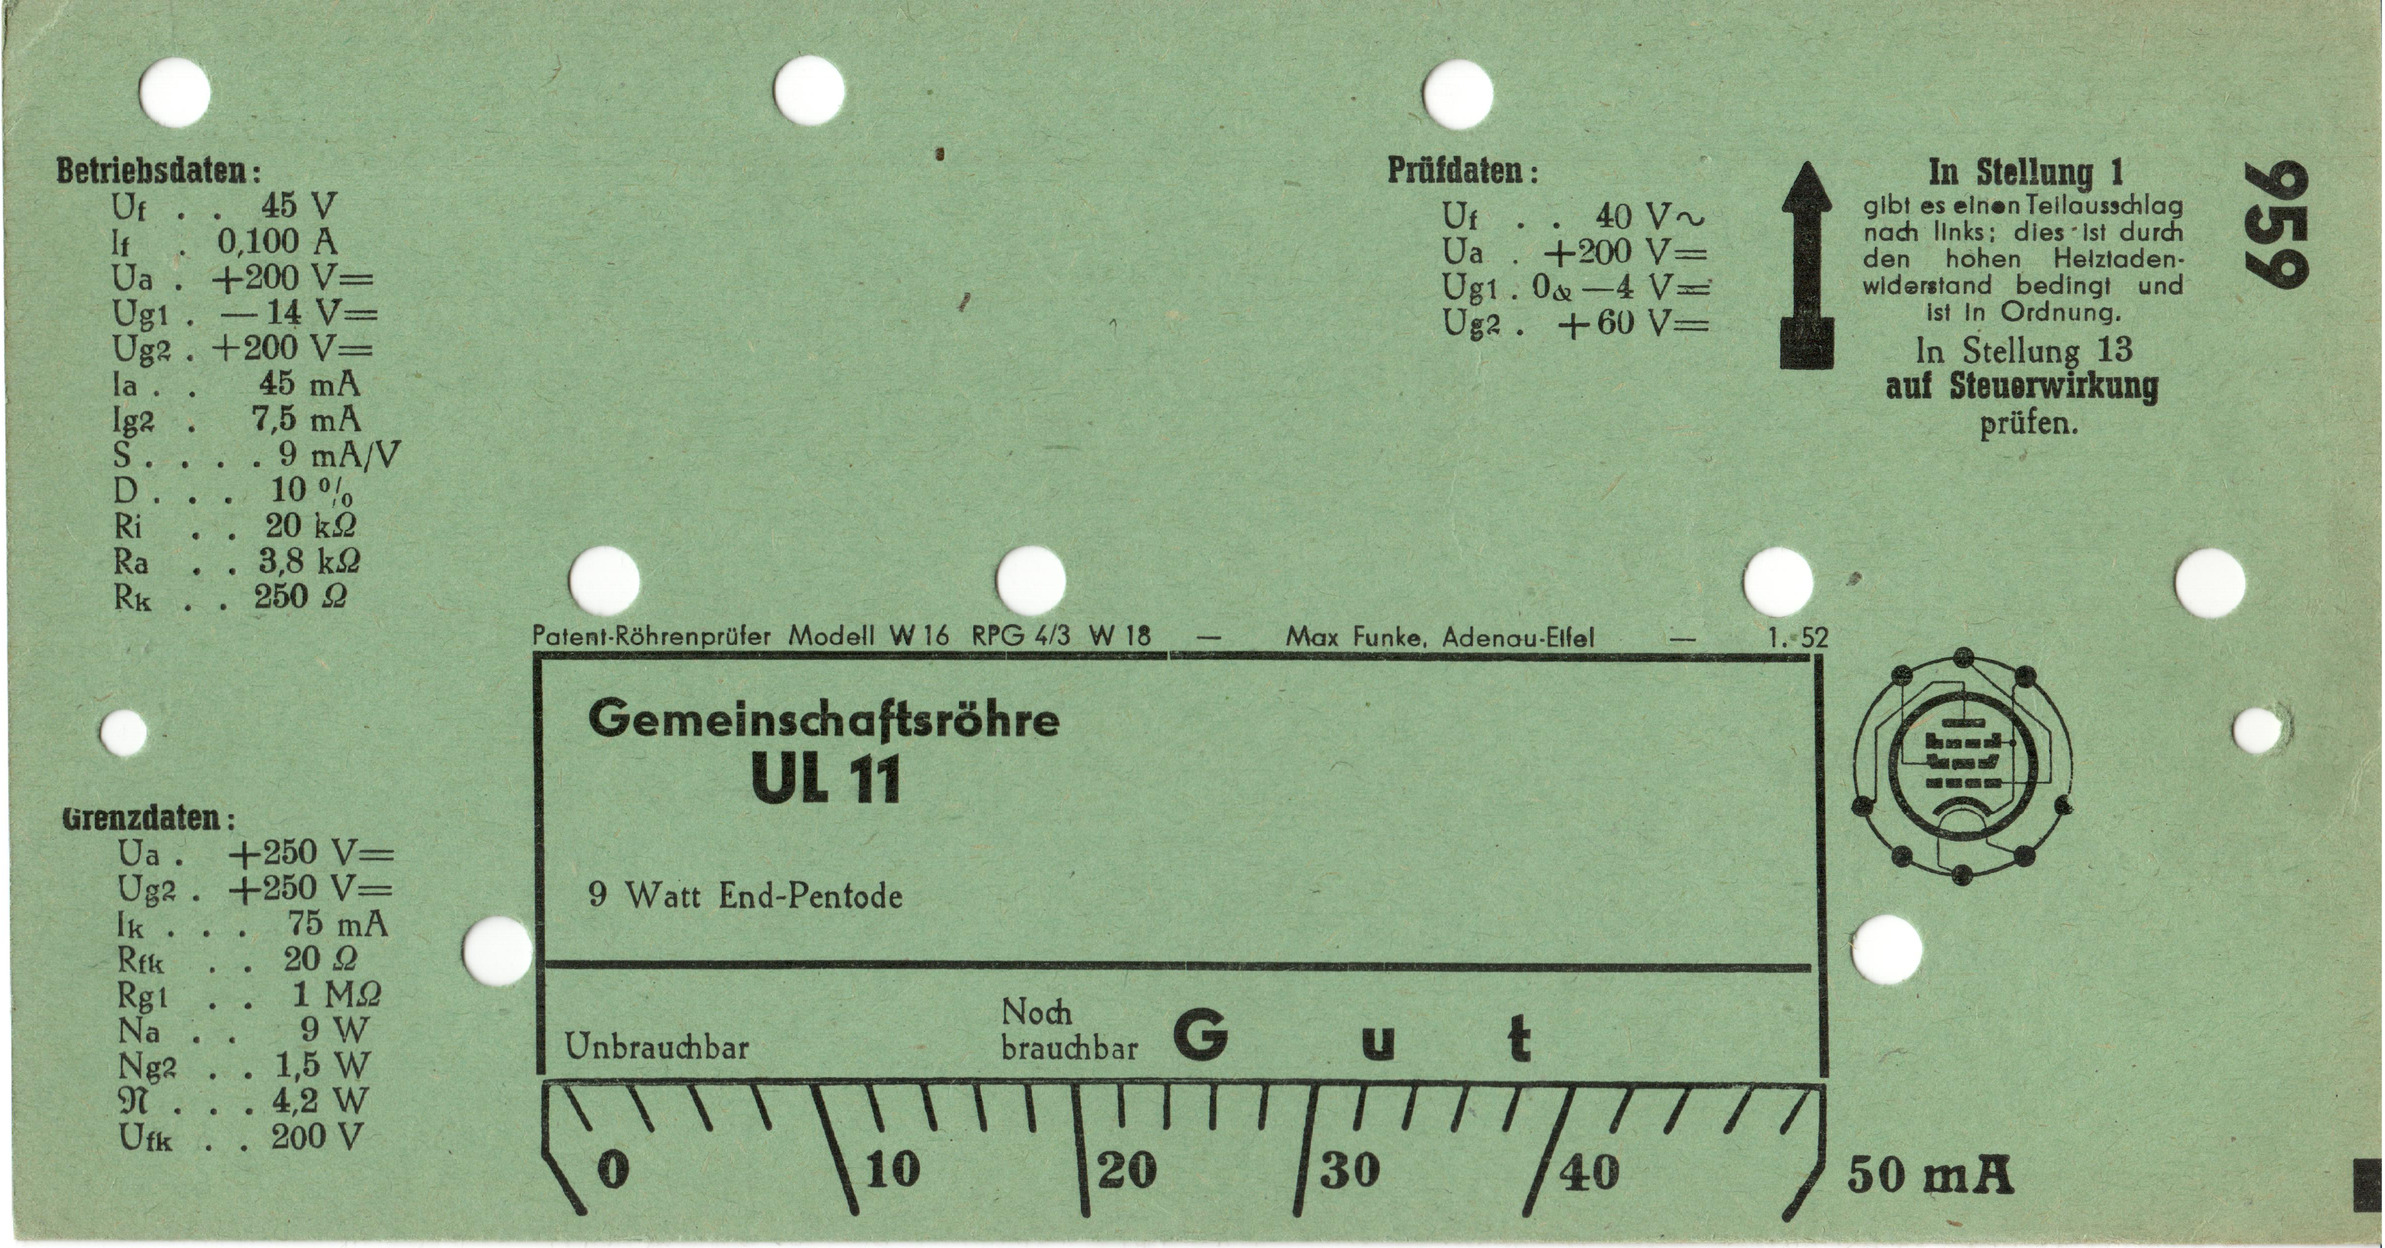 Betriebsdaten:
Uf . . 45 V
If . 0,100 A
Ua . +200 V=
Ug1 . —14 V=
Ug2 . +200 V=
Ia . . 45 mA
Ig2 . 7,5 mA
S . . . . 9 mA/V
D . . . 10 %
Ri . . 20 kΩ
Ra . . 3,8 kΩ
Rk . . 250 Ω
Grenzdaten:
Ua . +250 V=
Ug2 . +250 V=
Ik . . . 75 mA
Rfk . . 20 Ω
Rg1 . . 1 MΩ
Na . . 9 W
Ng2 . . 1,5 W
𝔑 . . . 4,2 W
Ufk . . 200 V
Prüfdaten:
Uf . . 40 V~
Ua . +200 V=
Ug1 . 0 & —4 V=
Ug2 . +60 V=
In Stellung 1
gibt es einen Teilausschlag
nach links; dies ist durch
den hohen Heizfaden-
widerstand bedingt und
ist in Ordnung.
In Stellung 13
auf Steuerwirkung
prüfen.
959
Patent-Röhrenprüfer Modell W 16 RPG 4/3 W 18 — Max Funke, Adenau-Eifel — 1. 52
Gemeinschaftsröhre
UL 11
9 Watt End-Pentode
Unbrauchbar
Noch
brauchbar
Gut
0 10 20 30 40 50 mA